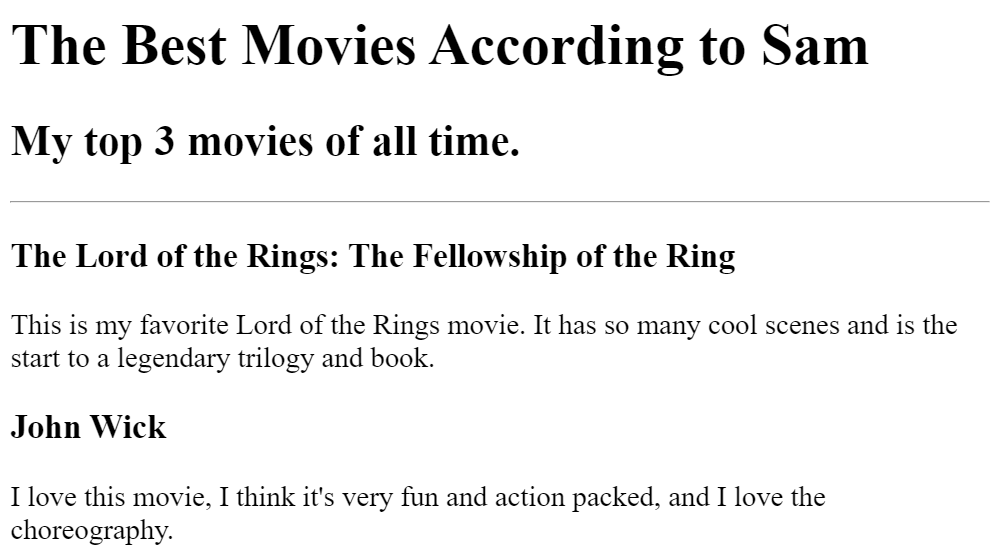 The Best Movies According to Sam
My top 3 movies of all time.
The Lord of the Rings: The Fellowship of the Ring
This is my favorite Lord of the Rings movie. It has so many cool scenes and is the
start to a legendary trilogy and book.
John Wick
I love this movie, I think it's very fun and action packed, and I love the
choreography.